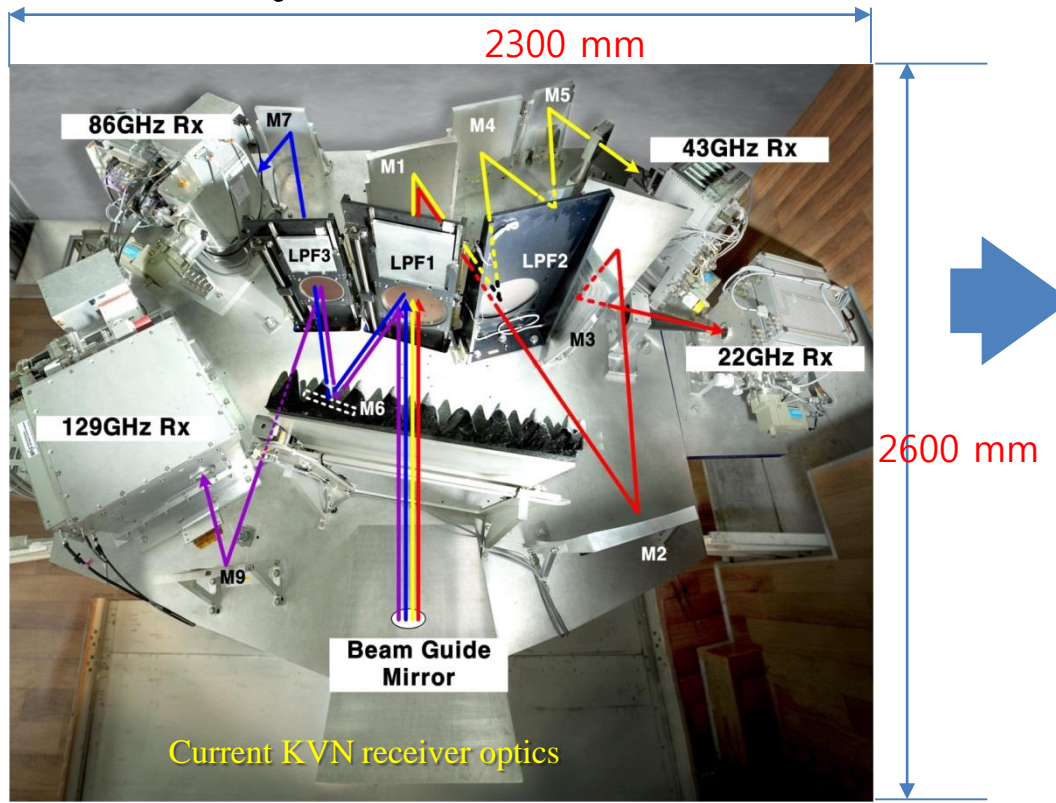 2300 mm
M5
M7
86GHz Rx
M4
43GHz Rx
M1
LPF3
LPF1
LPF2
M3
22GHz Rx
M6
129GHz Rx
2600 mm
M2
M9
Beam Guide
Mirror
Current KVN receiver optics